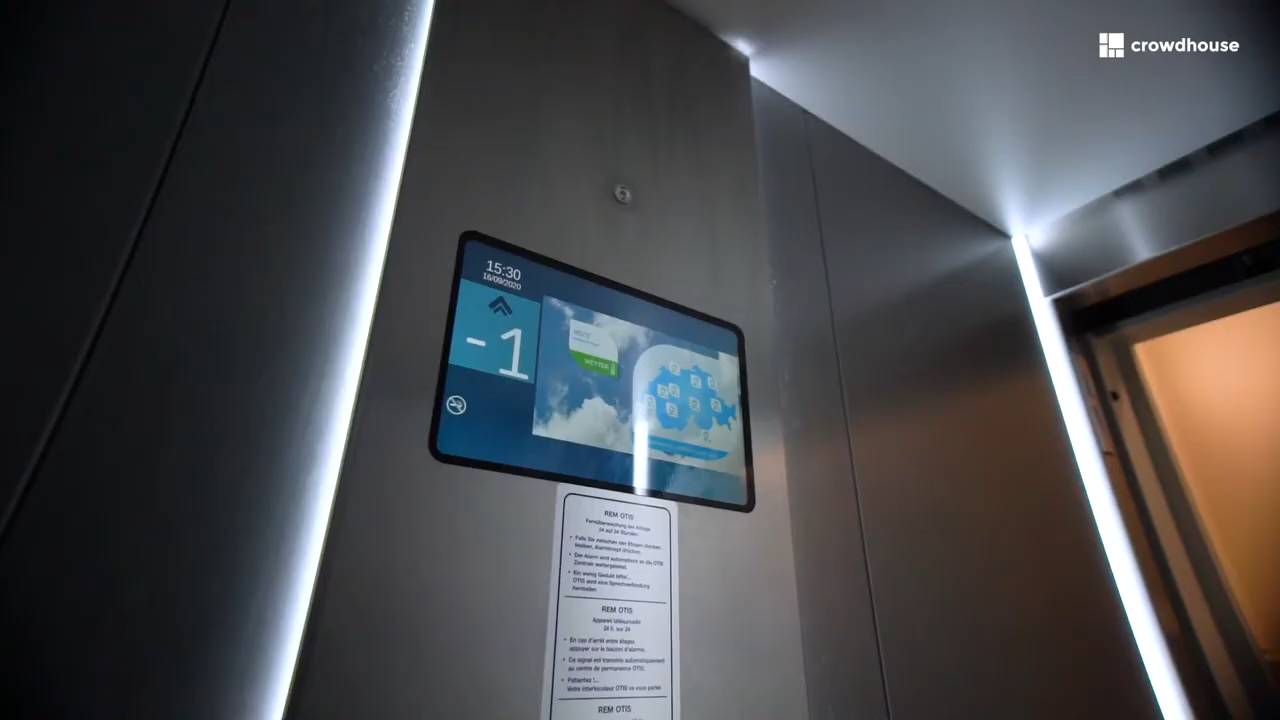 crowdhouse
15:30
16/09/2020
-1
HEUTE
WETTER
REM OTIS
Fernüberwachung der Anlage
24 auf 24 Stunden
• Falls Sie zwischen den Etagen stecken
bleiben, Alarmknopf drücken.
• Der Alarm wird automatisch an die OTIS
Zentrale weitergeleitet.
• Ein wenig Geduld bitte...
OTIS wird eine Sprechverbindung
herstellen.
REM OTIS
Appareil télésurveillé
24 h. sur 24
• En cas d'arrêt entre étages
appuyer sur le bouton d'alarme.
• Ce signal est transmis automatiquement
au centre de permanence OTIS.
• Patientez !...
Votre interlocuteur OTIS va vous parler
REM OTIS